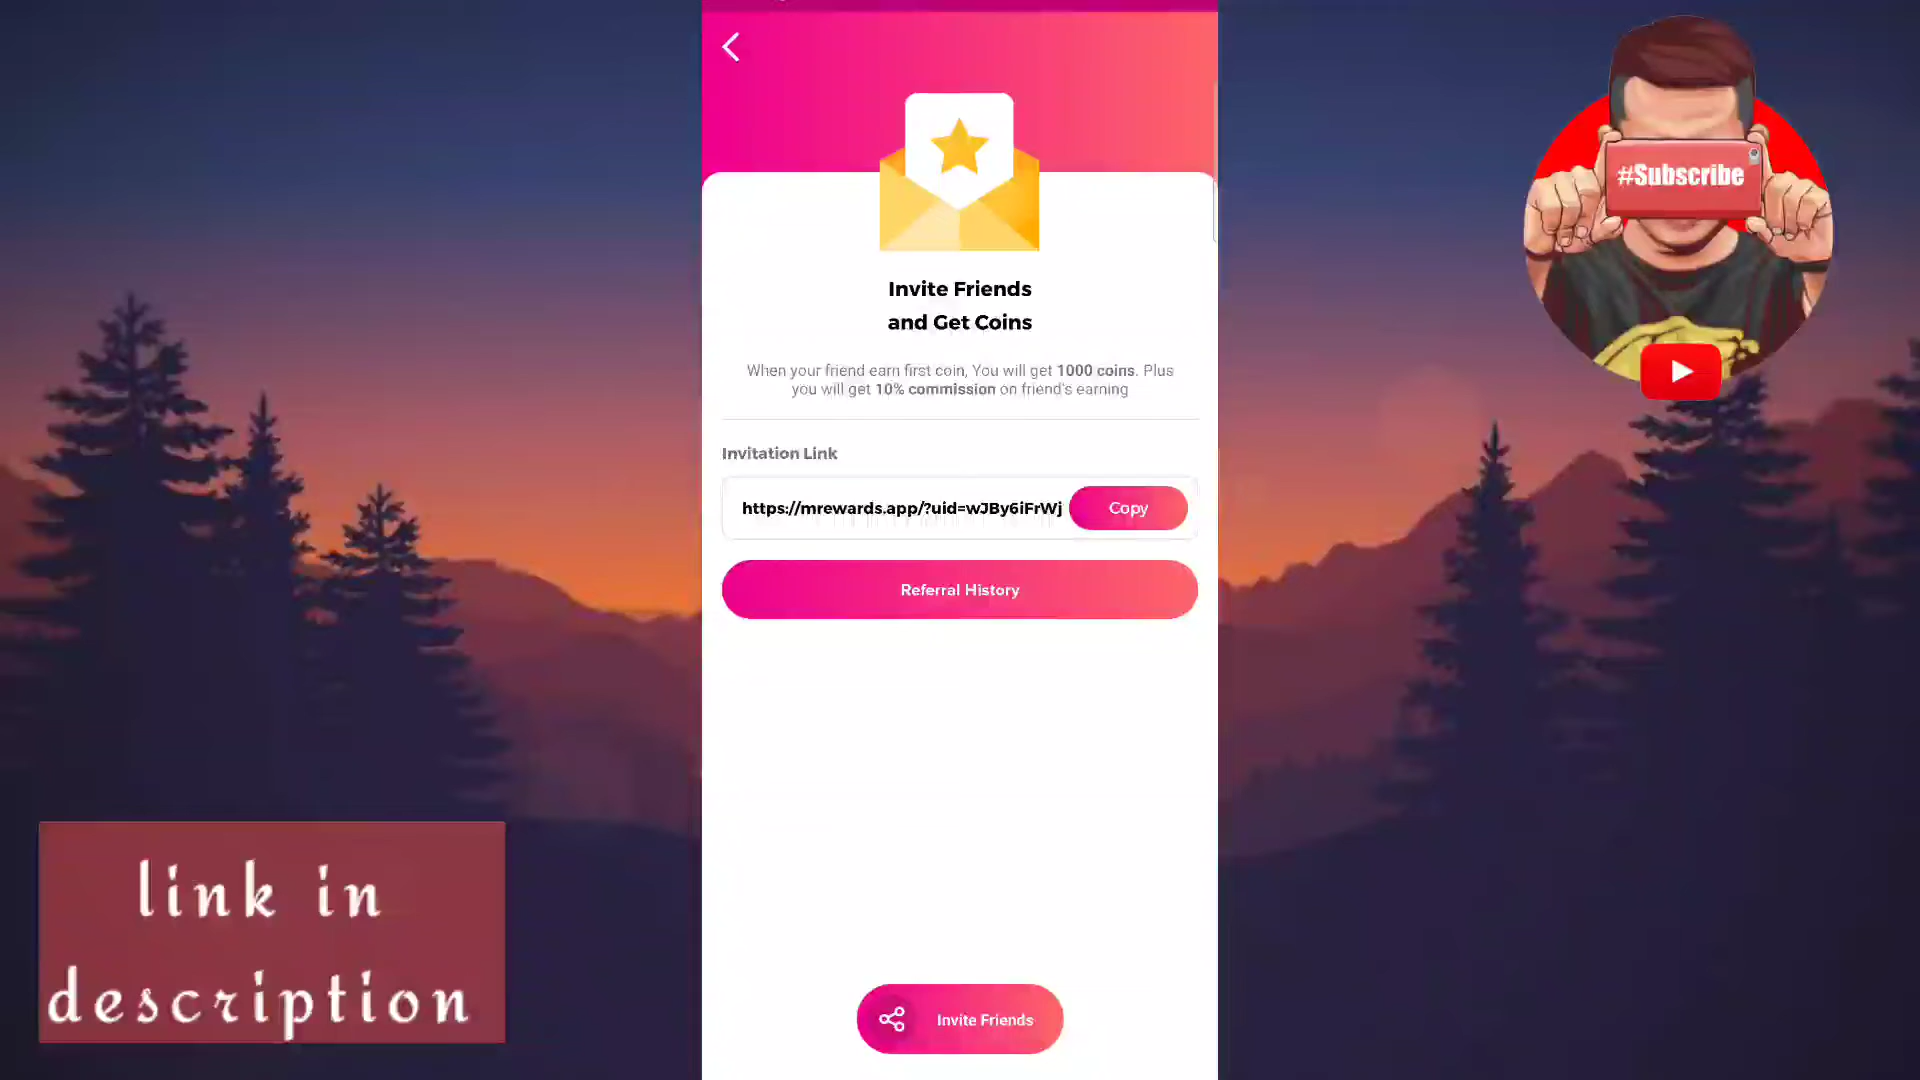 #Subscribe
Invite Friends
and Get Coins
When your friend earn first coin, You will get 1000 coins. Plus
you will get 10% commission on friend's earning
Invitation Link
https://mrewards.app/?uid=wJBy6iFrWj
Copy
Referral History
link in
description
Invite Friends